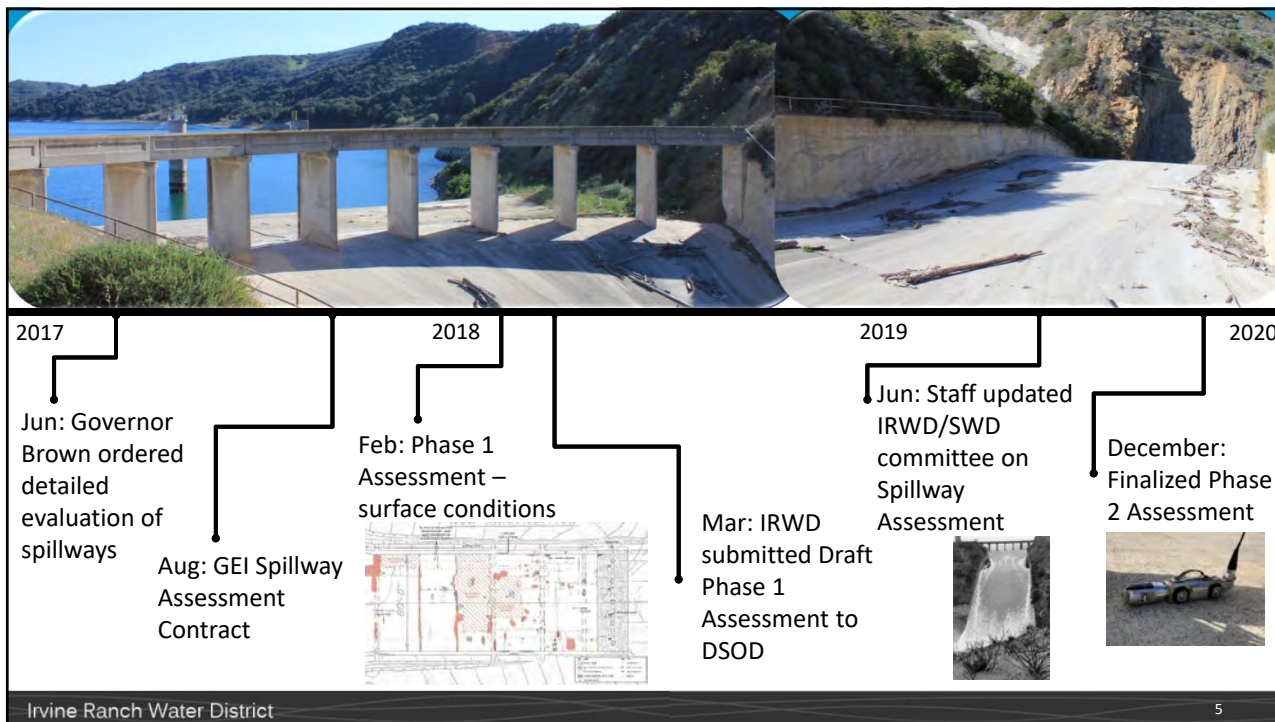 2017
2018
2019
2020
Jun: Governor
Brown ordered
detailed
evaluation of
spillways
Aug: GEI Spillway
Assessment
Contract
Feb: Phase 1
Assessment –
surface conditions
Mar: IRWD
submitted Draft
Phase 1
Assessment to
DSOD
Jun: Staff updated
IRWD/SWD
committee on
Spillway
Assessment
December:
Finalized Phase
2 Assessment
Irvine Ranch Water District
5